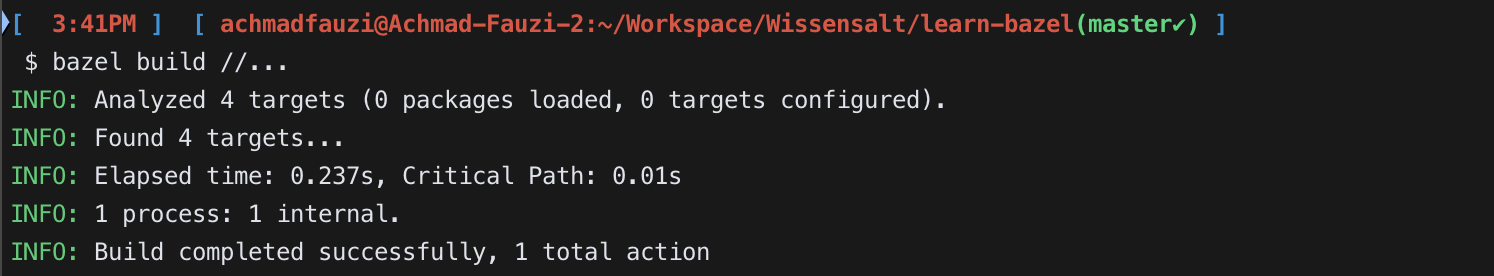 [ 3:41PM ] [ achmadfauzi@Achmad-Fauzi-2:~/Workspace/Wissensalt/learn-bazel(master✔) ]
$ bazel build //...
INFO: Analyzed 4 targets (0 packages loaded, 0 targets configured).
INFO: Found 4 targets...
INFO: Elapsed time: 0.237s, Critical Path: 0.01s
INFO: 1 process: 1 internal.
INFO: Build completed successfully, 1 total action